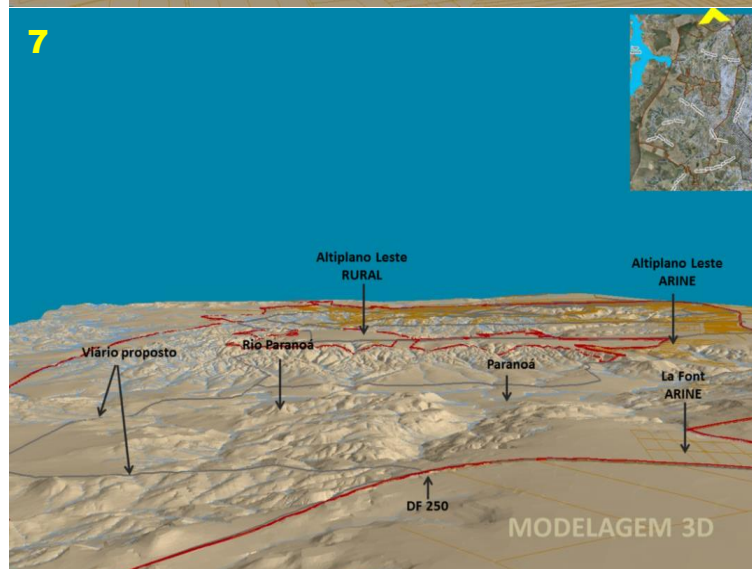 7
Altiplano Leste
RURAL
Altiplano Leste
ARINE
Viário proposto
Rio Paranoá
Paranoá
La Font
ARINE
DF 250
MODELAGEM 3D